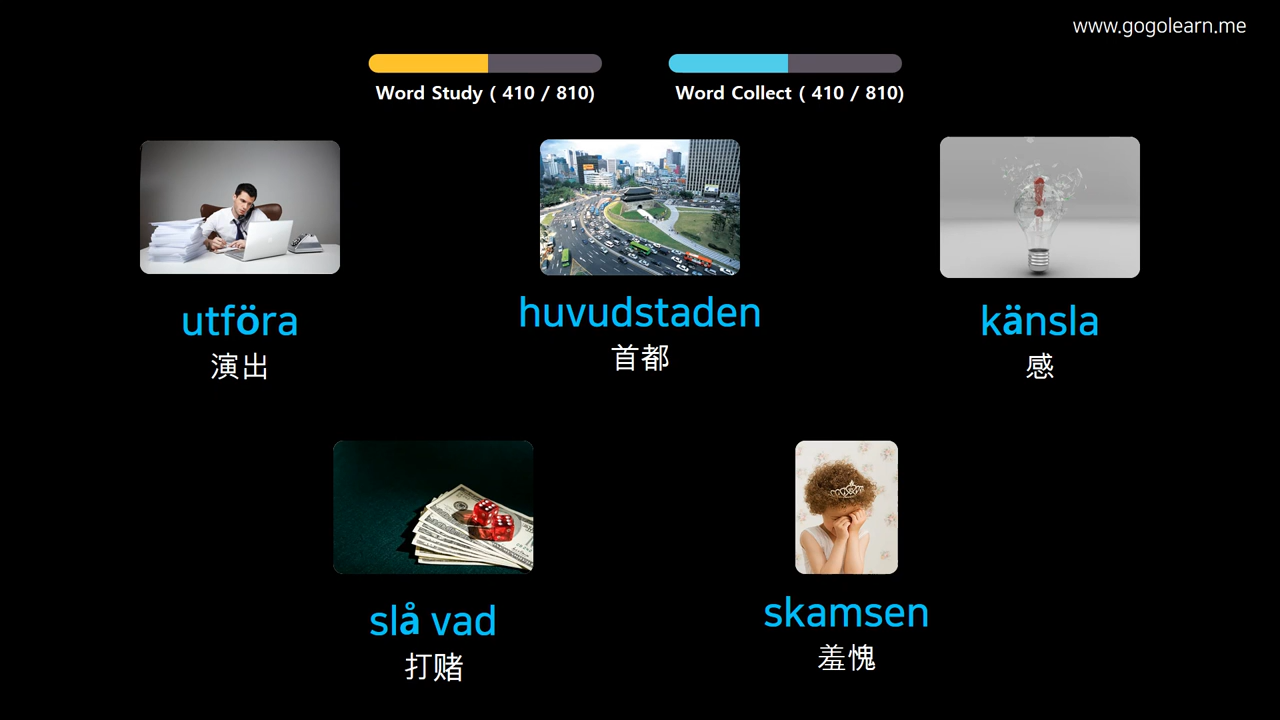 www.gogolearn.me
Word Study ( 410 / 810)
Word Collect ( 410 / 810)
utföra
演出
huvudstaden
首都
känsla
感
slå vad
打赌
skamsen
羞愧